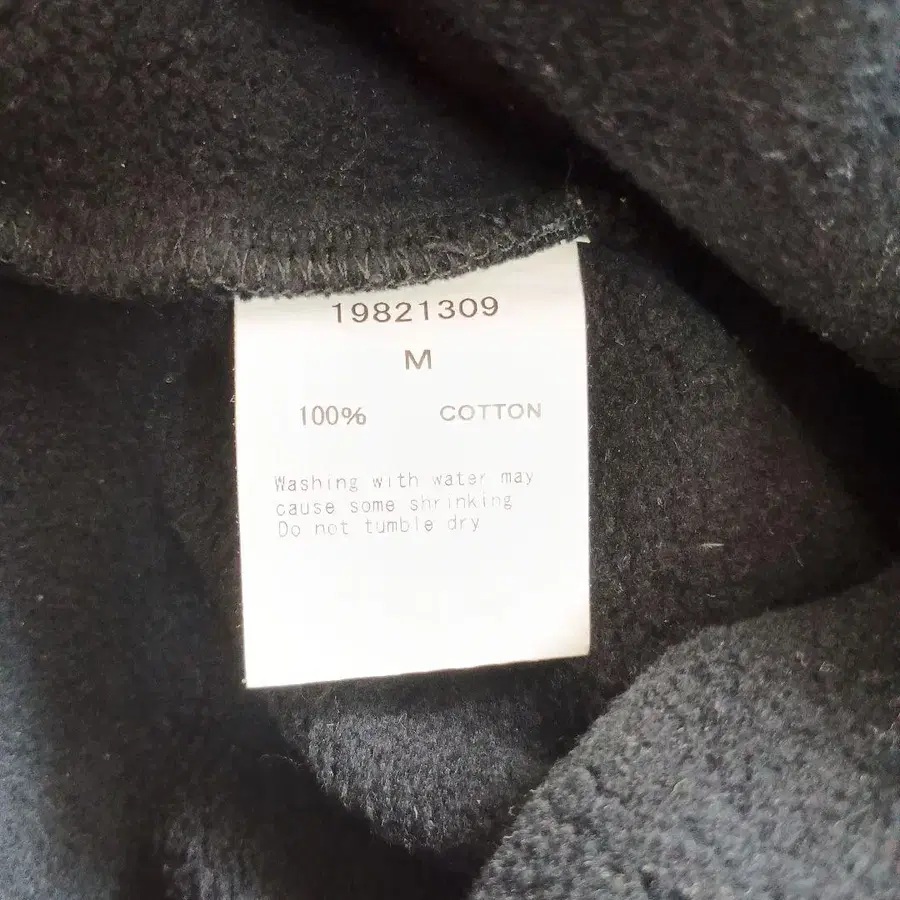 19821309
M
100% COTTON
Washing with water may
cause some shrinking
Do not tumble dry